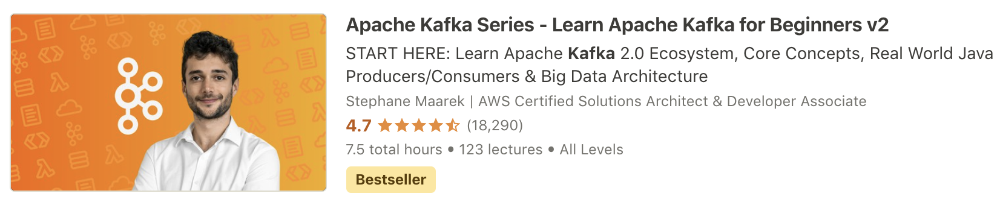 Apache Kafka Series - Learn Apache Kafka for Beginners v2
START HERE: Learn Apache Kafka 2.0 Ecosystem, Core Concepts, Real World Java
Producers/Consumers & Big Data Architecture
Stephane Maarek | AWS Certified Solutions Architect & Developer Associate
4.7 (18,290)
7.5 total hours • 123 lectures • All Levels
Bestseller